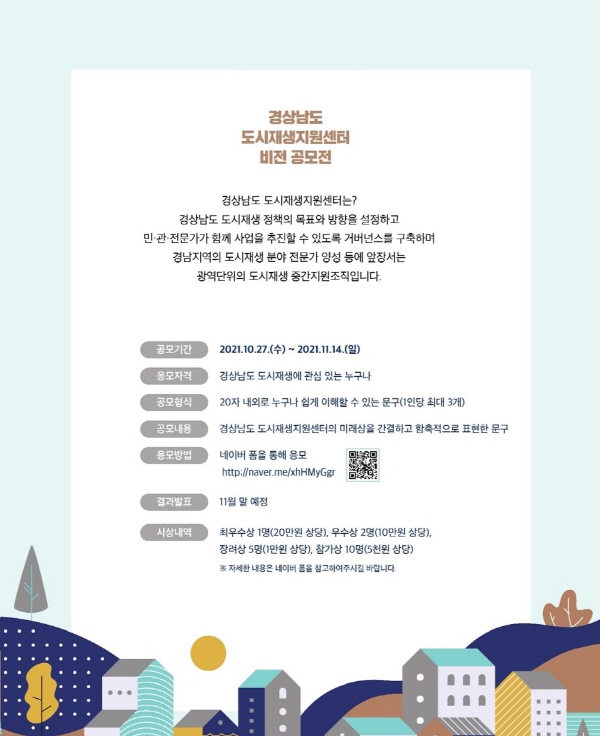 경상남도
도시재생지원센터
비전 공모전
경상남도 도시재생지원센터는?
경상남도 도시재생 정책의 목표와 방향을 설정하고
민·관·전문가가 함께 사업을 추진할 수 있도록 거버넌스를 구축하며
경남지역의 도시재생 분야 전문가 양성 등에 앞장서는
광역단위의 도시재생 중간지원조직입니다.
공모기간 2021.10.27.(수) ~ 2021.11.14.(일)
응모자격 경상남도 도시재생에 관심 있는 누구나
공모형식 20자 내외로 누구나 쉽게 이해할 수 있는 문구(1인당 최대 3개)
공모내용 경상남도 도시재생지원센터의 미래상을 간결하고 함축적으로 표현한 문구
응모방법 네이버 폼을 통해 응모
http://naver.me/xhHMyGgr
결과발표 11월 말 예정
시상내역 최우수상 1명(20만원 상당), 우수상 2명(10만원 상당),
장려상 5명(1만원 상당), 참가상 10명(5천원 상당)
※ 자세한 내용은 네이버 폼을 참고하여주시길 바랍니다.